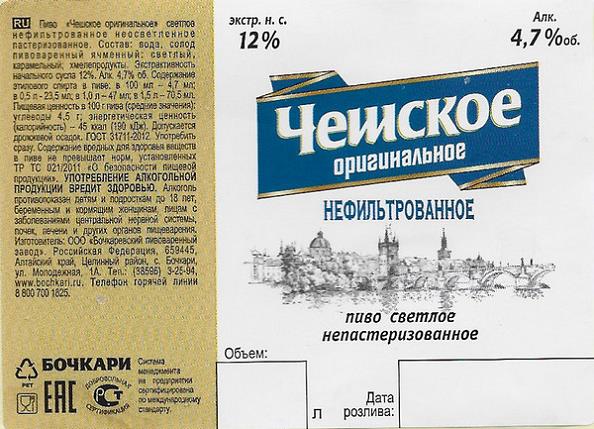 RU Пиво «Чешское оригинальное» светлое
нефильтрованное неосветленное
пастеризованное. Состав: вода, солод
пивоваренный ячменный: светлый,
карамельный; хмелепродукты. Экстрактивность
начального сусла 12%. Алк. 4,7% об. Содержание
этилового спирта в пиве: в 100 мл – 4,7 мл;
в 0,5 л - 23,5 мл; в 1,0 л – 47 мл; в 1,5 л – 70,5 мл.
Пищевая ценность в 100 г пива (средние значения):
углеводы 4,5 г; энергетическая ценность
(калорийность) – 45 ккал (190 кДж). Допускается
дрожжевой осадок. ГОСТ 31711-2012. Употребить
сразу. Содержание вредных для здоровья веществ
в пиве не превышает норм, установленных
ТР ТС 021/2011 «О безопасности пищевой
продукции». УПОТРЕБЛЕНИЕ АЛКОГОЛЬНОЙ
ПРОДУКЦИИ ВРЕДИТ ЗДОРОВЬЮ. Алкоголь
противопоказан детям и подросткам до 18 лет,
беременным и кормящим женщинам, лицам с
заболеваниями центральной нервной системы,
почек, печени и других органов пищеварения.
Изготовитель: ООО «Бочкаревский пивоваренный
завод». Российская Федерация, 659445,
Алтайский край, Целинный район, с. Бочкари,
ул. Молодежная, 1А. Тел.: (38596) 3-25-94,
www.bochkari.ru. Телефон горячей линии
8 800 700 1825.
PET
БОЧКАРИ
EAC
ДОБРОВОЛЬНАЯ
РСТ
СЕРТИФИКАЦИЯ
Система
менеджмента
на предприятии
сертифицирована
по международному
стандарту.
экстр. н. с.
12%
Алк.
4,7%об.
Чешское
оригинальное
НЕФИЛЬТРОВАННОЕ
пиво светлое
непастеризованное
Объем:
л
Дата
розлива: